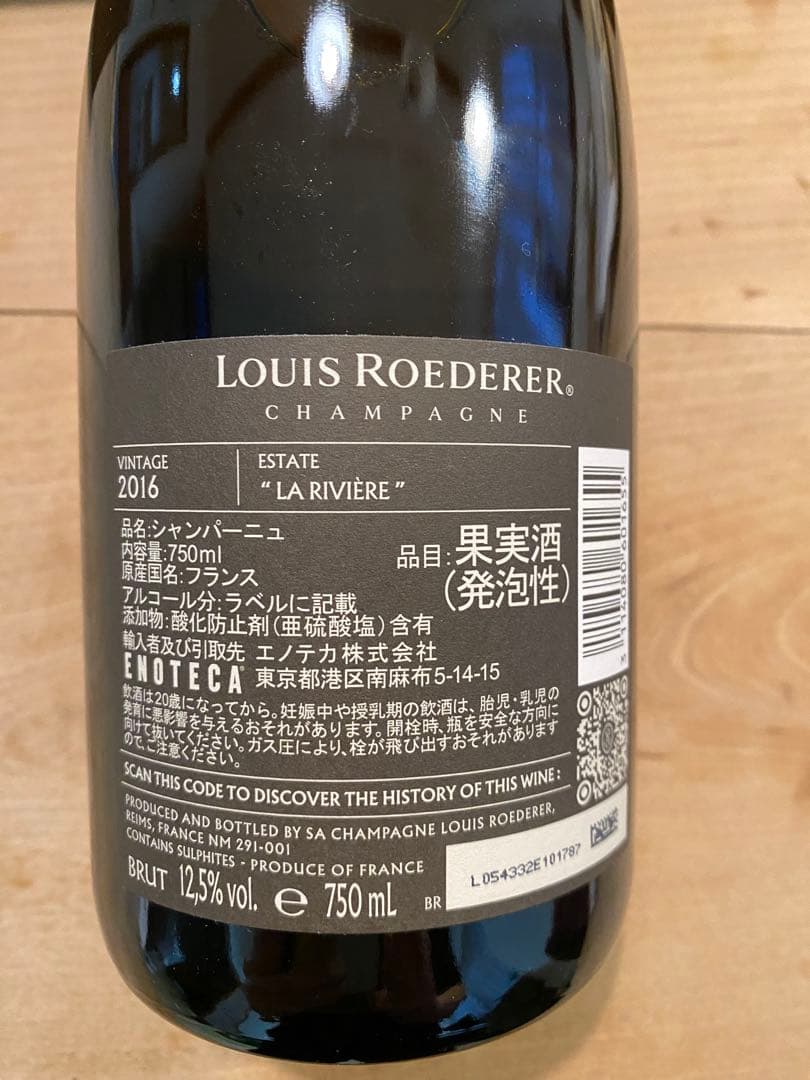 LOUIS ROEDERER®
CHAMPAGNE
VINTAGE
2016
ESTATE
“ LA RIVIÈRE ”
品名:シャンパーニュ
内容量:750ml
原産国名:フランス
品目:果実酒
(発泡性)
アルコール分:ラベルに記載
添加物:酸化防止剤(亜硫酸塩)含有
輸入者及び引取先 エノテカ株式会社
ENOTECA 東京都港区南麻布5-14-15
飲酒は20歳になってから。妊娠中や授乳期の飲酒は、胎児・乳児の
発育に悪影響を与えるおそれがあります。開栓時、瓶を安全な方向に
向けて抜いてください。ガス圧により、栓が飛び出すおそれがあります
ので、ご注意ください。
SCAN THIS CODE TO DISCOVER THE HISTORY OF THIS WINE :
PRODUCED AND BOTTLED BY SA CHAMPAGNE LOUIS ROEDERER,
REIMS, FRANCE NM 291-001
CONTAINS SULPHITES - PRODUCE OF FRANCE
BRUT 12,5% vol. e 750 mL BR
L054332E101787
3 114080 601655